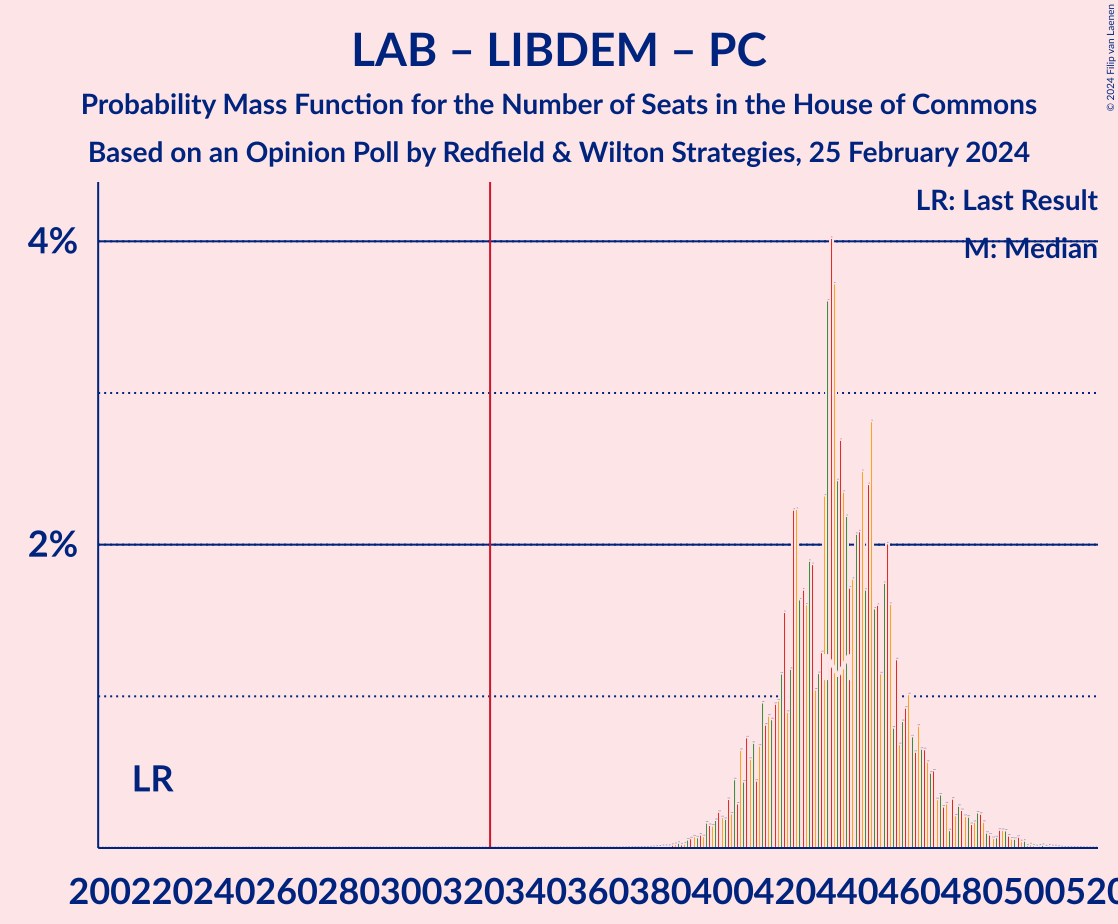 © 2024 Filip van Laenen
LAB – LIBDEM – PC
Probability Mass Function for the Number of Seats in the House of Commons
Based on an Opinion Poll by Redfield & Wilton Strategies, 25 February 2024
LR: Last Result
4%
M: Median
2%
LR
200220240260280300320340360380400420440460480500520